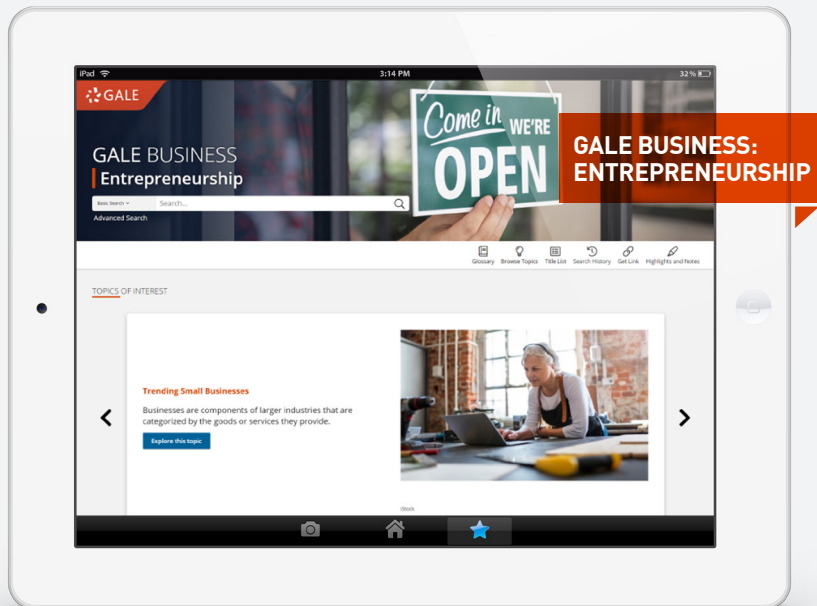 iPad
3:14 PM
32%
GALE
Come in
WE'RE
OPEN
GALE BUSINESS
Entrepreneurship
GALE BUSINESS:
ENTREPRENEURSHIP
Basic Search
Search...
Advanced Search
Glossary
Browse Topics
Title List
Search History
Get Link
Highlights and Notes
TOPICS OF INTEREST
Trending Small Businesses
Businesses are components of larger industries that are
categorized by the goods or services they provide.
Explore this topic
iStock